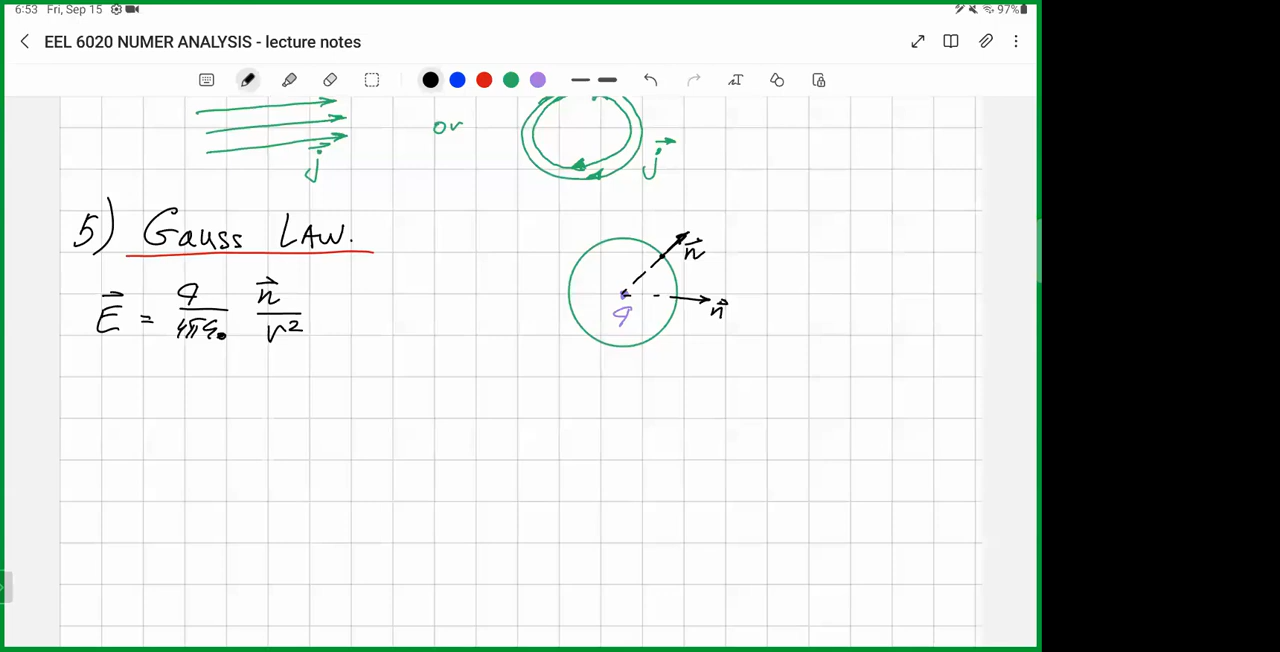 6:53 Fri, Sep 15 97%
EEL 6020 NUMER ANALYSIS - lecture notes
or
j⃗ j⃗
5) Gauss LAW.
n⃗
n⃗
q
E⃗ = q/4πε₀ n⃗/r²